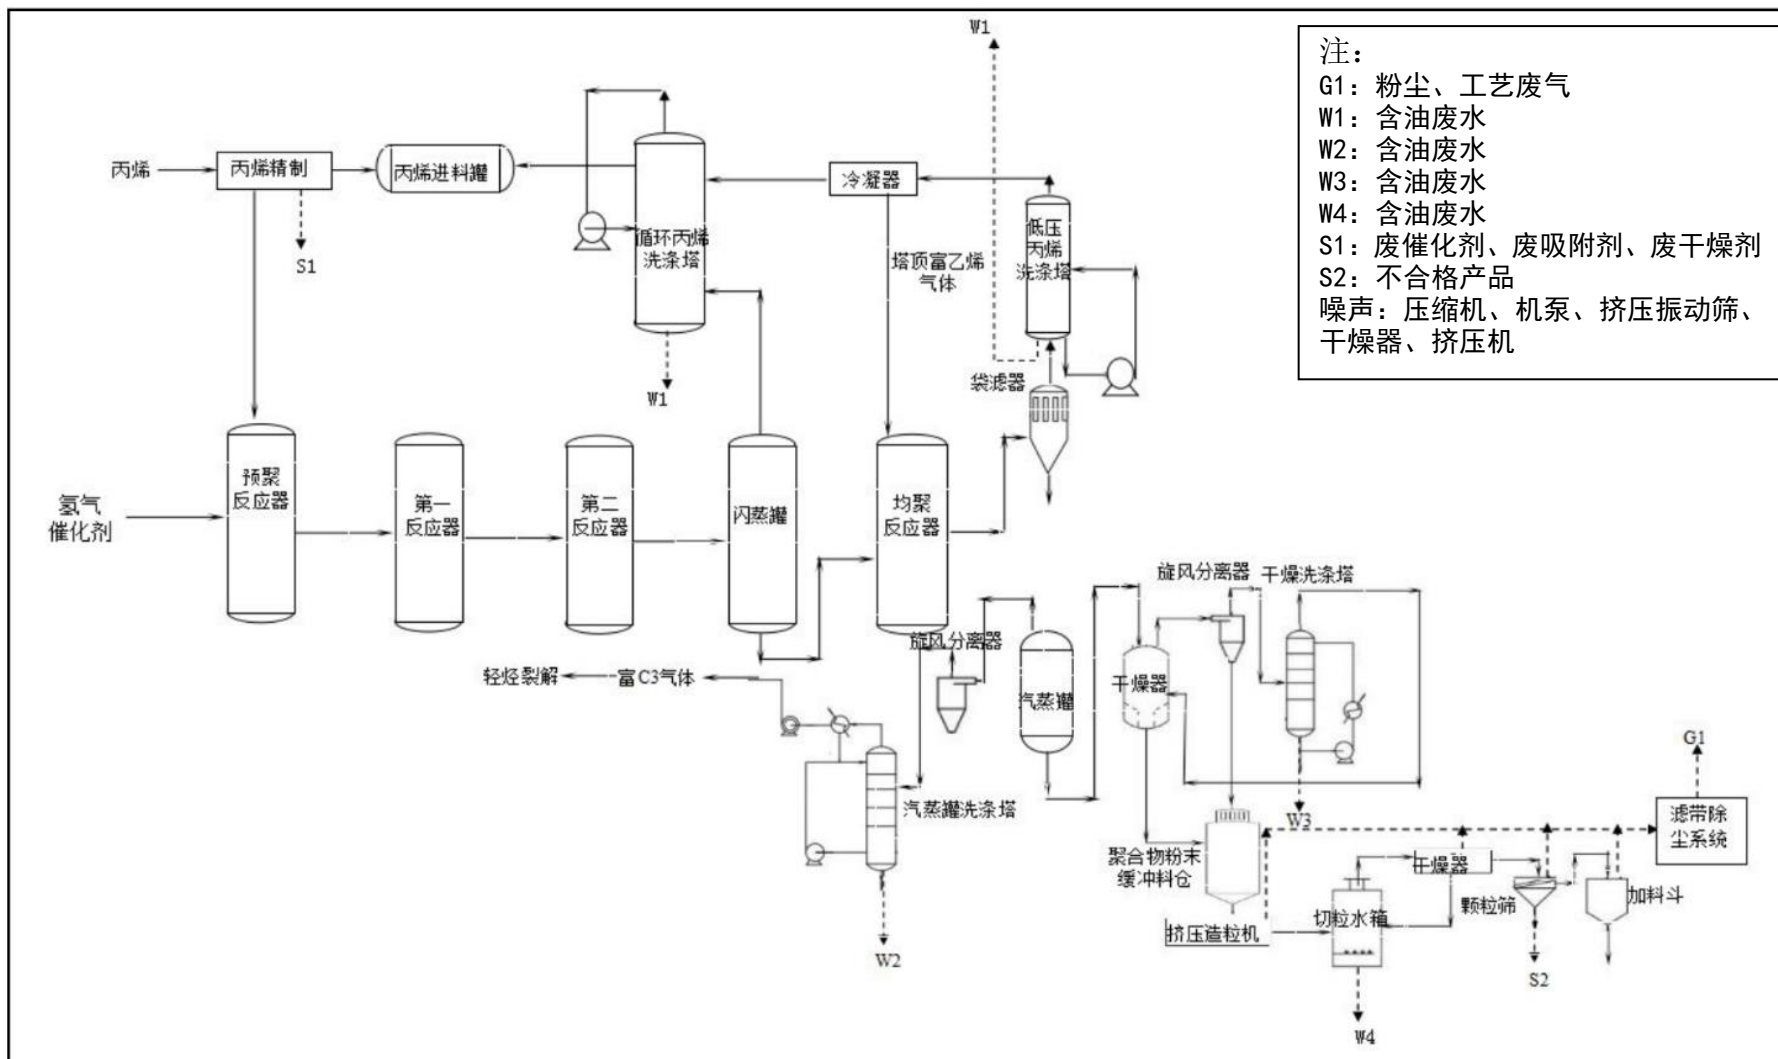 W1
注：
G1：粉尘、工艺废气
W1：含油废水
W2：含油废水
W3：含油废水
W4：含油废水
S1：废催化剂、废吸附剂、废干燥剂
S2：不合格产品
噪声：压缩机、机泵、挤压振动筛、
干燥器、挤压机
丙烯
丙烯精制
丙烯进料罐
冷凝器
循环丙烯
洗涤塔
低压
丙烯
洗涤塔
S1
塔顶富乙烯
气体
W1
袋滤器
氢气
催化剂
预聚
反应器
第一
反应器
第二
反应器
闪蒸罐
均聚
反应器
旋风分离器
干燥洗涤塔
旋风分离器
轻烃裂解
富C3气体
汽蒸罐
干燥器
汽蒸罐洗涤塔
W3
G1
滤带除
尘系统
聚合物粉末
缓冲料仓
干燥器
颗粒筛
加料斗
挤压造粒机
切粒水箱
W2
S2
W4